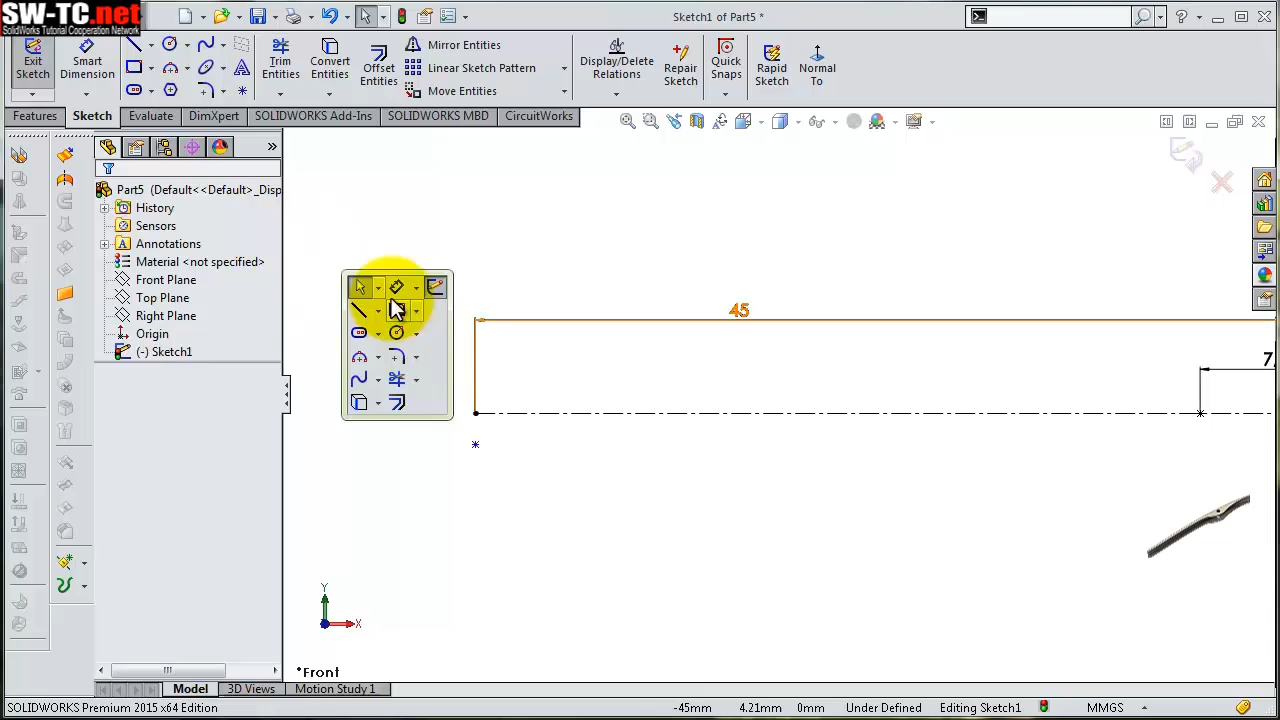 SW-TC.net
SolidWorks Tutorial Cooperation Network
Sketch1 of Part5 *
Exit Sketch
Smart Dimension
Trim Entities
Convert Entities
Offset Entities
Mirror Entities
Linear Sketch Pattern
Move Entities
Display/Delete Relations
Repair Sketch
Quick Snaps
Rapid Sketch
Normal To
Features
Sketch
Evaluate
DimXpert
SOLIDWORKS Add-Ins
SOLIDWORKS MBD
CircuitWorks
Part5 (Default<<Default>_Disp
History
Sensors
Annotations
Material <not specified>
Front Plane
Top Plane
Right Plane
Origin
(-) Sketch1
45
7
Y
X
*Front
Model
3D Views
Motion Study 1
SOLIDWORKS Premium 2015 x64 Edition
-45mm
4.21mm
0mm
Under Defined
Editing Sketch1
MMGS